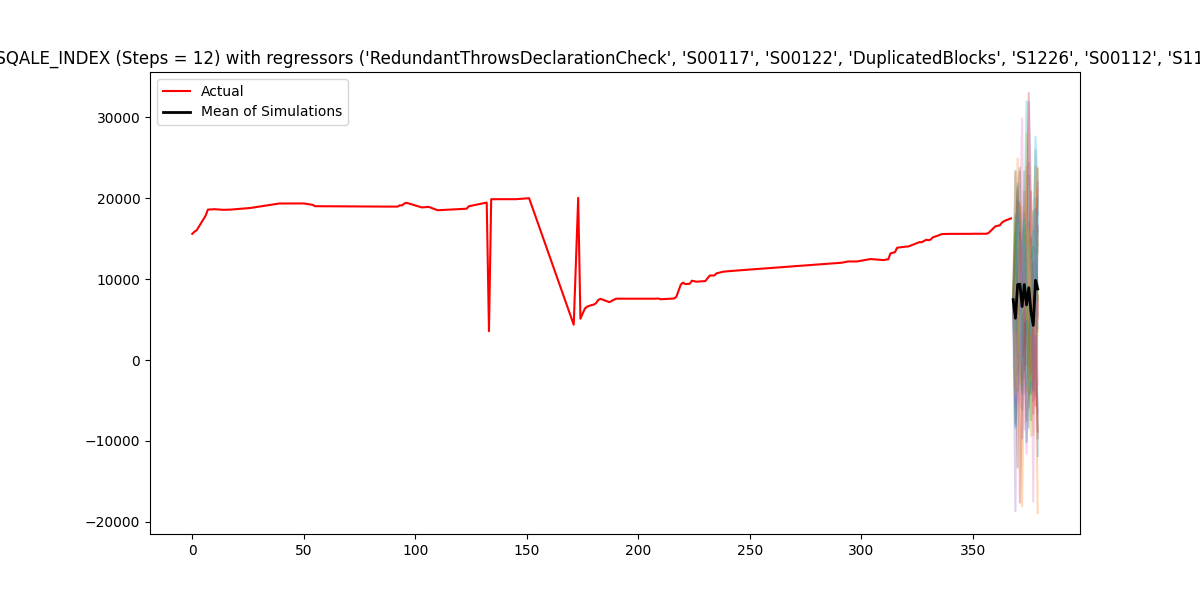 SQALE_INDEX (Steps = 12) with regressors ('RedundantThrowsDeclarationCheck', 'S00117', 'S00122', 'DuplicatedBlocks', 'S1226', 'S00112', 'S11
Actual
Mean of Simulations
30000
20000
10000
0
−10000
−20000
0 50 100 150 200 250 300 350